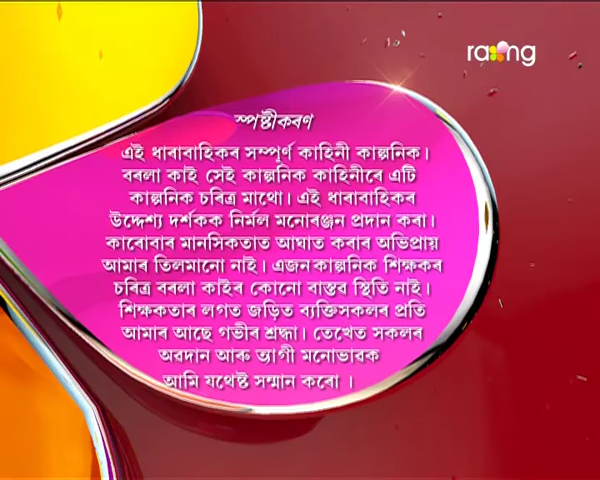 rang
স্পষ্টীকৰণ
এই ধাৰাবাহিকৰ সম্পূৰ্ণ কাহিনী কাল্পনিক।
বৰলা কাই সেই কাল্পনিক কাহিনীৰে এটি
কাল্পনিক চৰিত্ৰ মাথো। এই ধাৰাবাহিকৰ
উদ্দেশ্য দৰ্শকক নিৰ্মল মনোৰঞ্জন প্ৰদান কৰা।
কাৰোবাৰ মানসিকতাত আঘাত কৰাৰ অভিপ্ৰায়
আমাৰ তিলমানো নাই। এজন কাল্পনিক শিক্ষকৰ
চৰিত্ৰ বৰলা কাইৰ কোনো বাস্তৱ স্থিতি নাই।
শিক্ষকতাৰ লগত জড়িত ব্যক্তিসকলৰ প্ৰতি
আমাৰ আছে গভীৰ শ্ৰদ্ধা। তেখেত সকলৰ
অৱদান আৰু ত্যাগী মনোভাৱক
আমি যথেষ্ট সন্মান কৰো ।